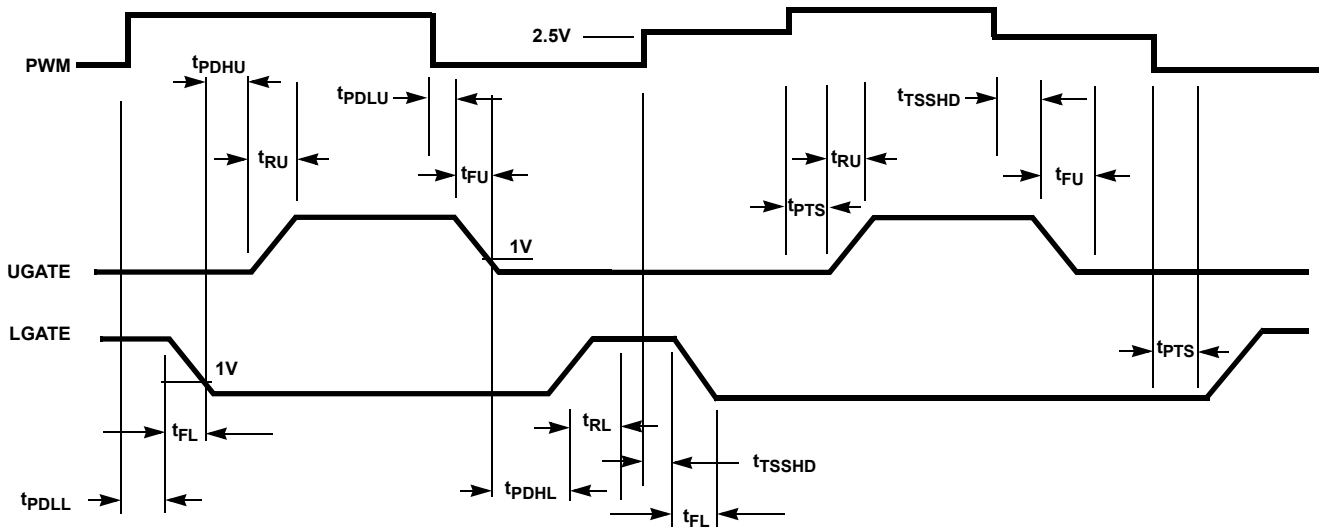 2.5V
PWM
tPDHU
tPDLU
tTSSHD
tRU
tFU
tRU
tFU
tPTS
1V
UGATE
LGATE
1V
tPTS
tFL
tRL
tTSSHD
tPDLL
tPDHL
tFL